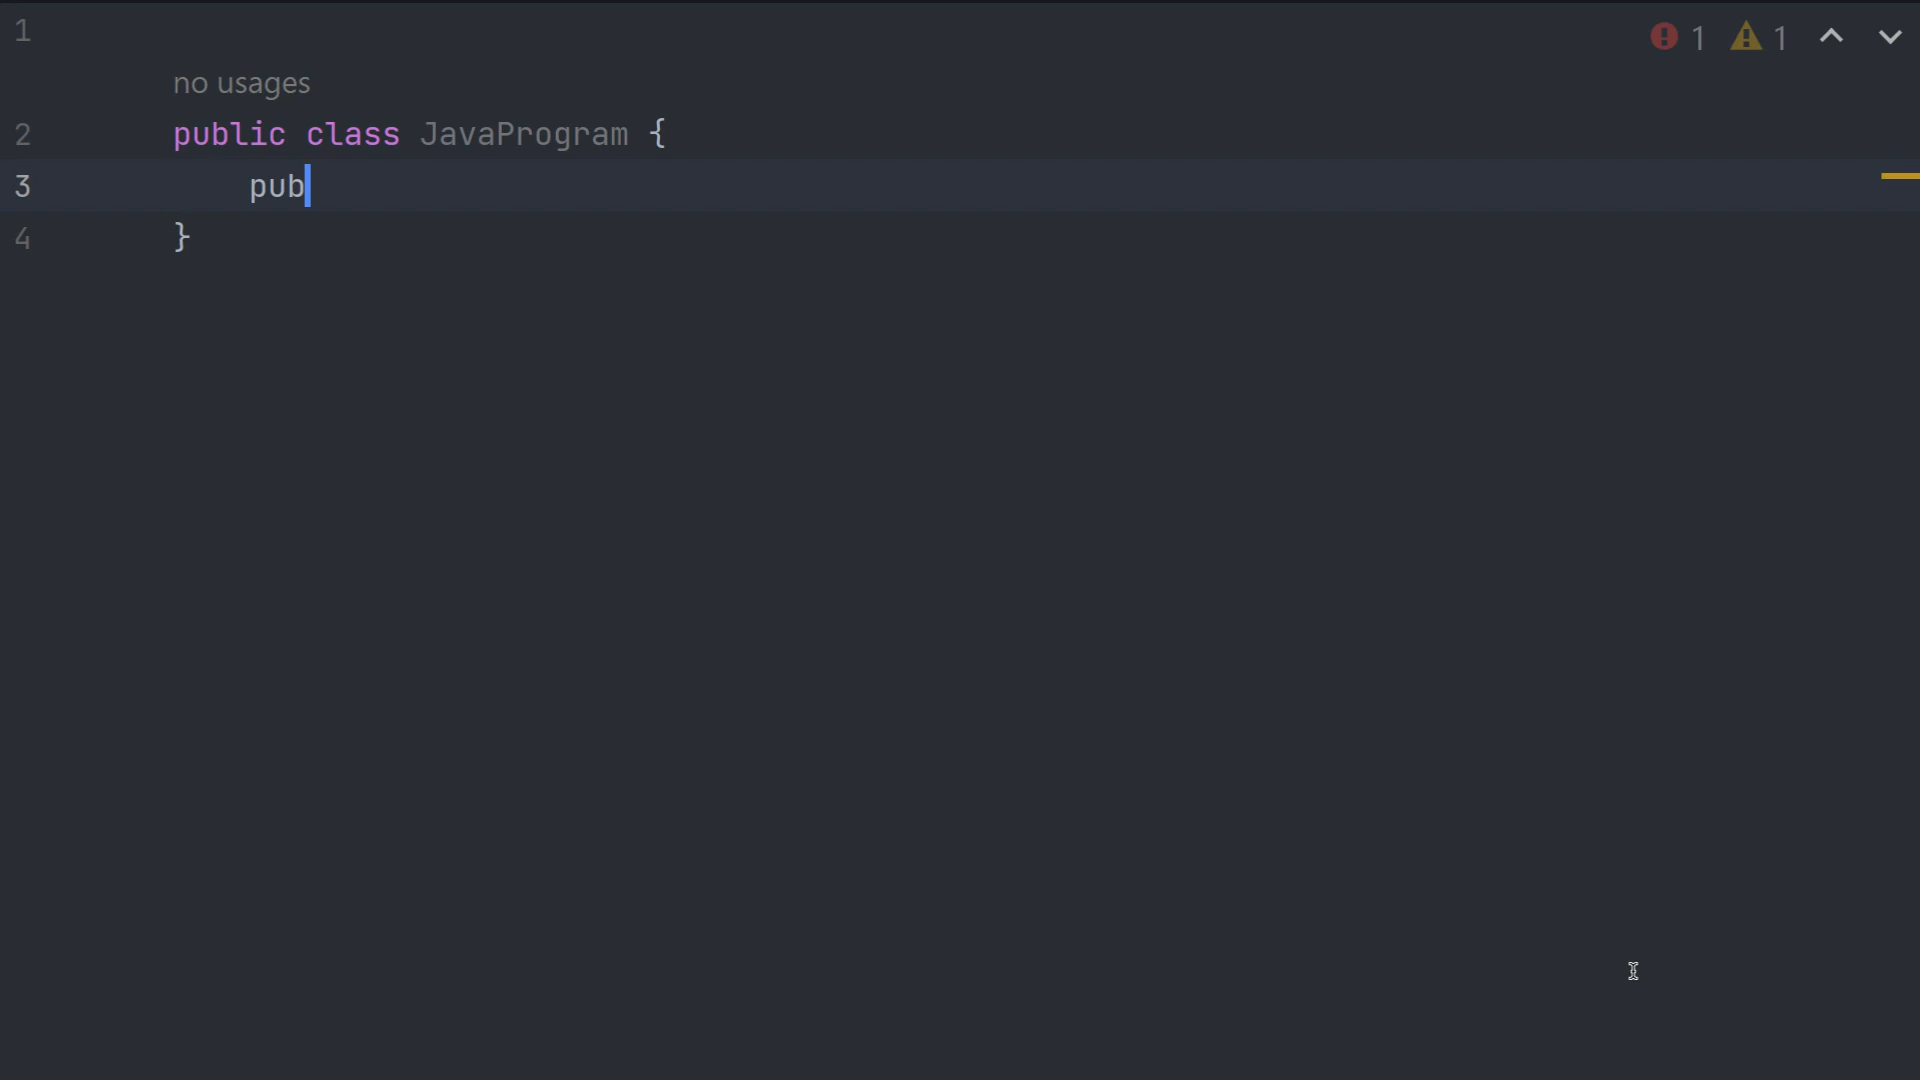 1
1 1
no usages
2 public class JavaProgram {
3 pub
4 }